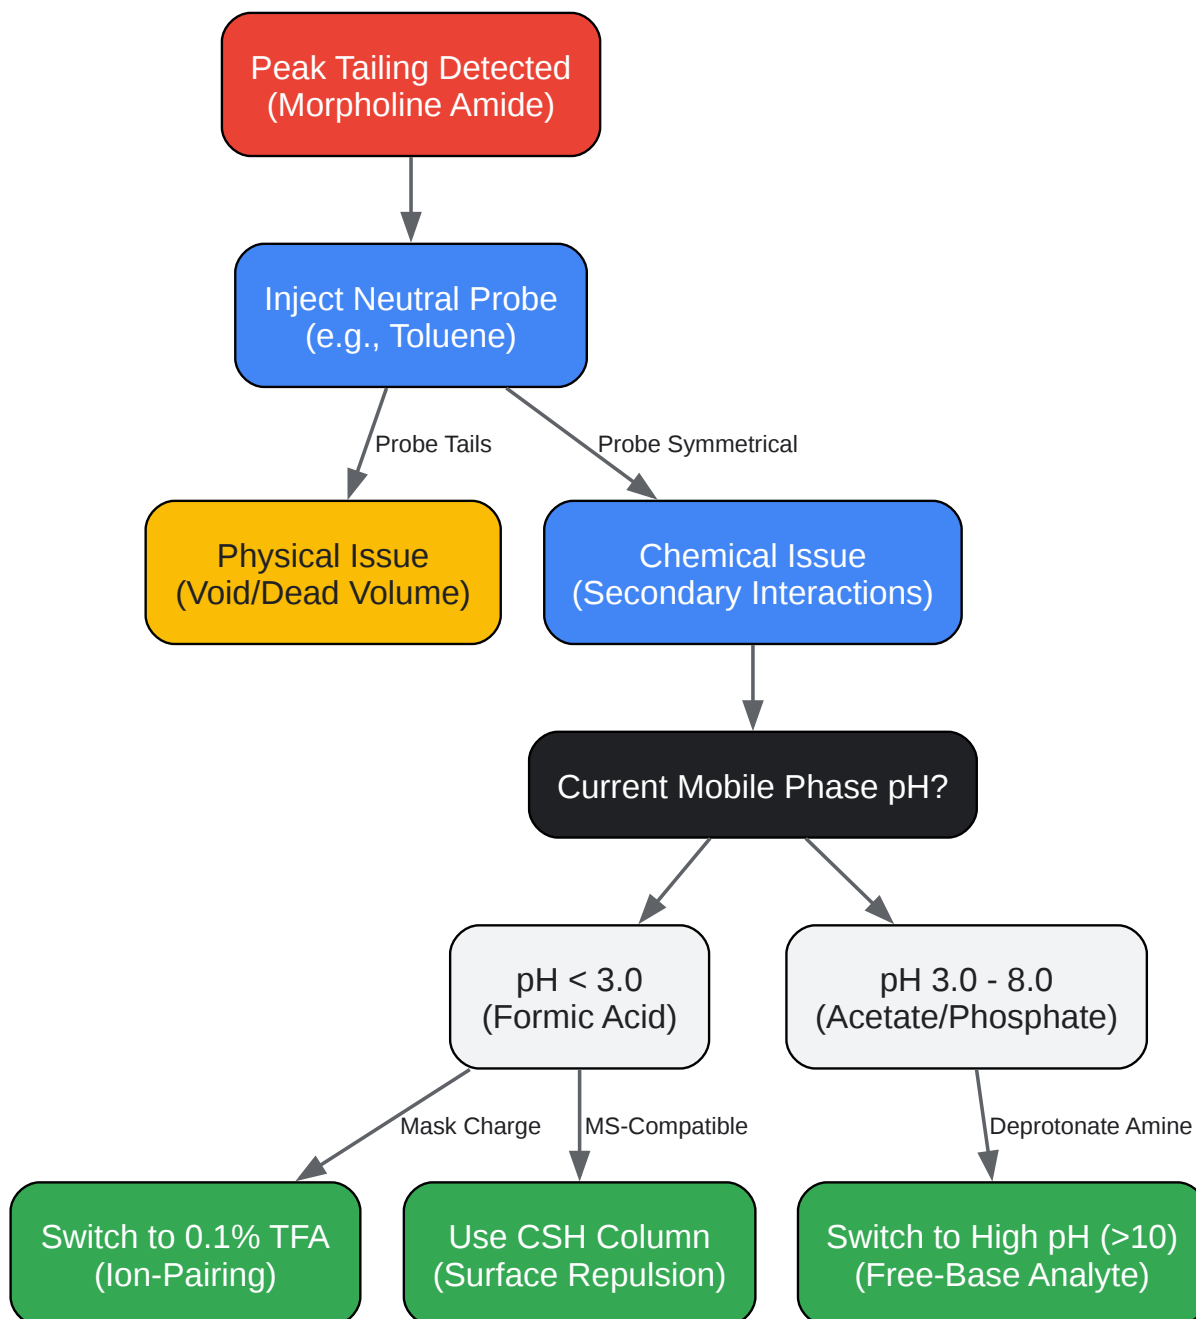 Peak Tailing Detected
(Morpholine Amide)
Inject Neutral Probe
(e.g., Toluene)
Probe Tails
Probe Symmetrical
Physical Issue
(Void/Dead Volume)
Chemical Issue
(Secondary Interactions)
Current Mobile Phase pH?
pH < 3.0
(Formic Acid)
pH 3.0 - 8.0
(Acetate/Phosphate)
Mask Charge
MS-Compatible
Deprotonate Amine
Switch to 0.1% TFA
(Ion-Pairing)
Use CSH Column
(Surface Repulsion)
Switch to High pH (>10)
(Free-Base Analyte)